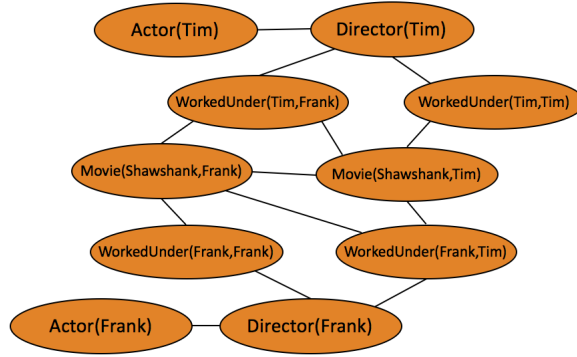 Actor(Tim)
Director(Tim)
WorkedUnder(Tim,Frank)
WorkedUnder(Tim,Tim)
Movie(Shawshank,Frank)
Movie(Shawshank,Tim)
WorkedUnder(Frank,Frank)
WorkedUnder(Frank,Tim)
Actor(Frank)
Director(Frank)